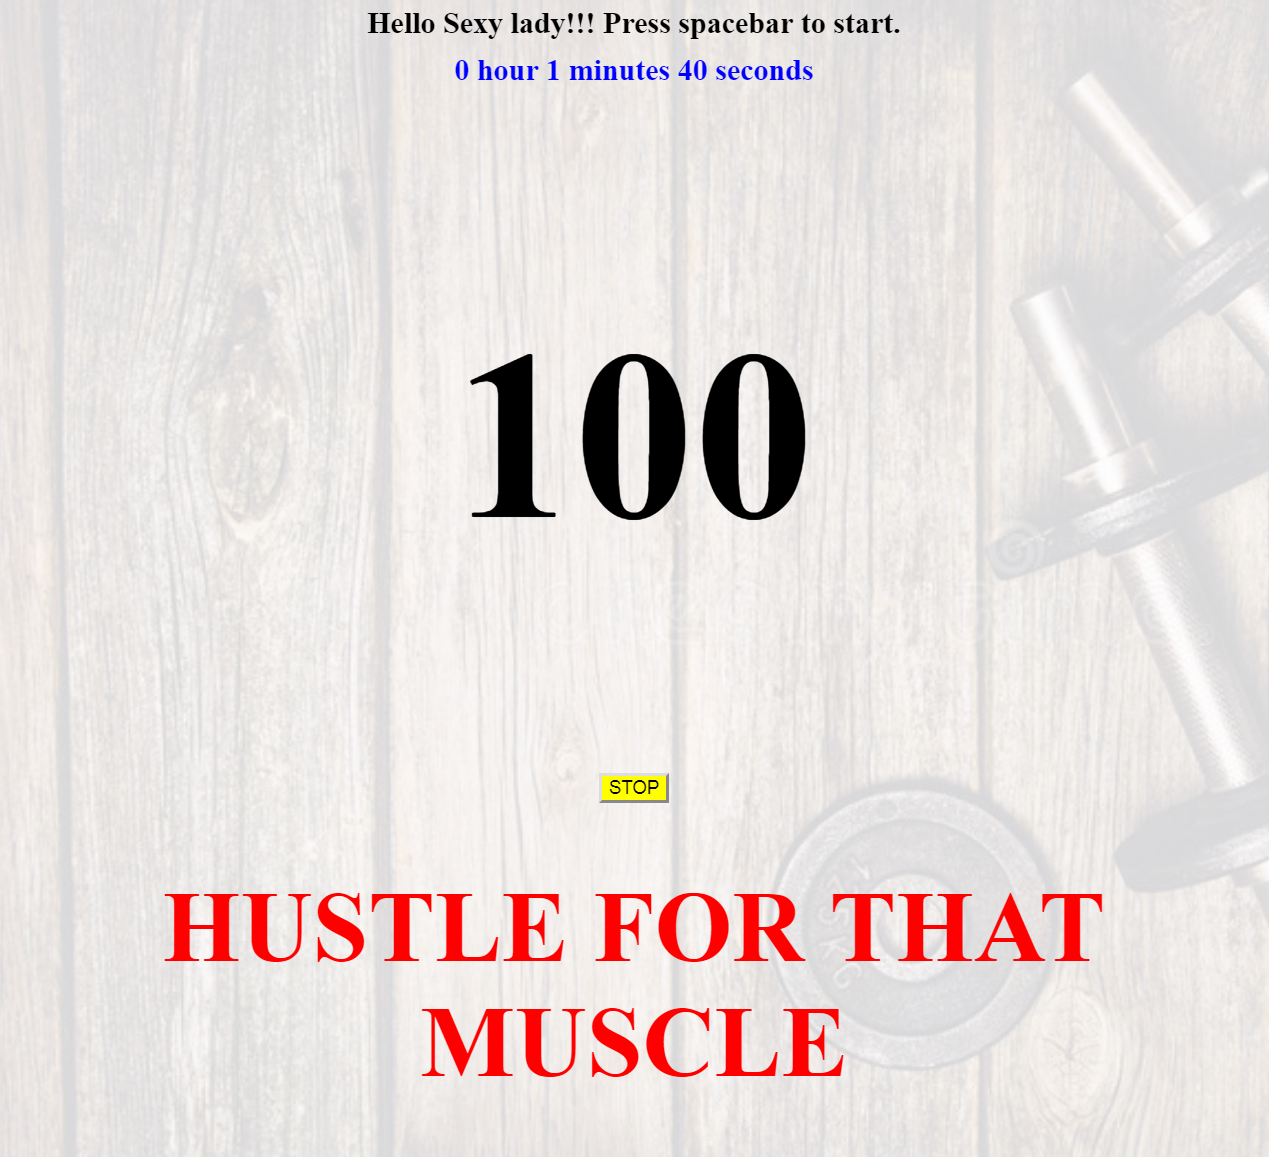 Hello Sexy lady!!! Press spacebar to start.
0 hour 1 minutes 40 seconds
100
STOP
HUSTLE FOR THAT
MUSCLE